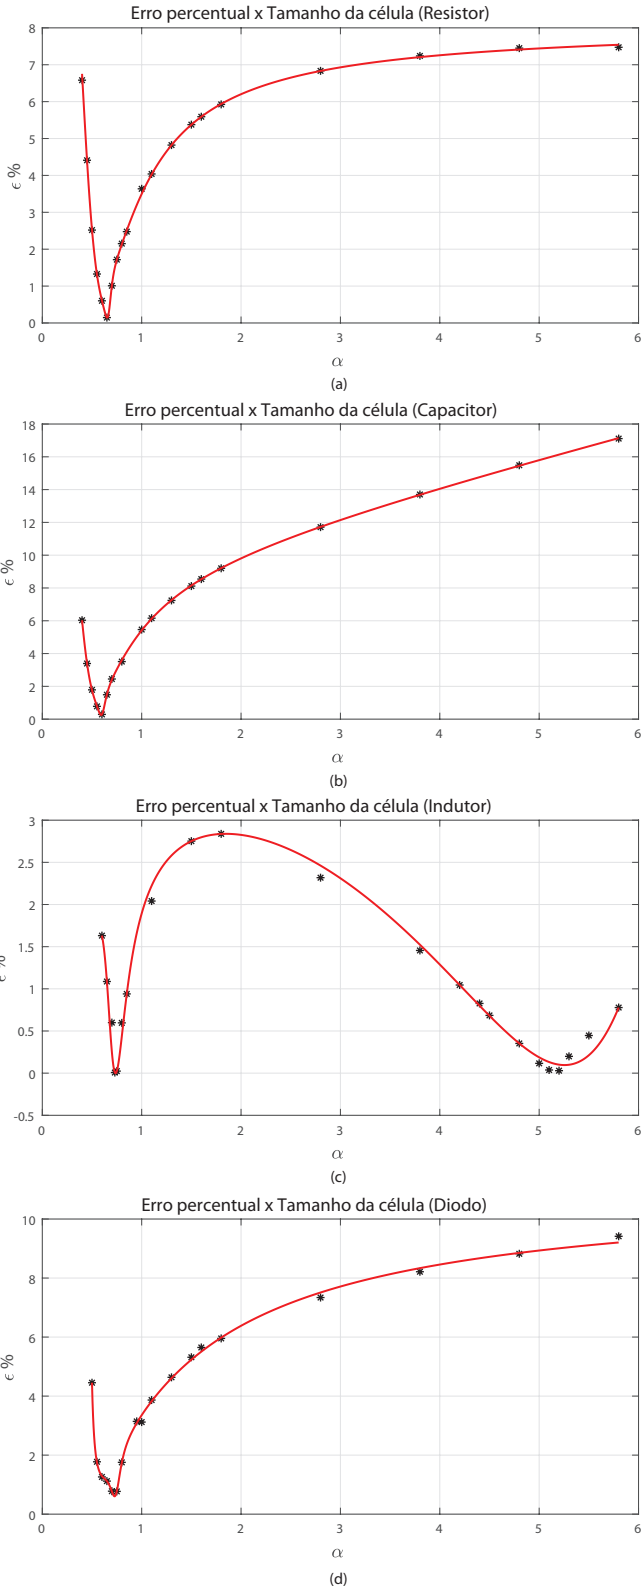 Erro percentual x Tamanho da célula (Resistor)
8
7
6
5
4
3
2
1
0
ϵ %
0 1 2 3 4 5 6
α
(a)
Erro percentual x Tamanho da célula (Capacitor)
18
16
14
12
10
8
6
4
2
0
ϵ %
0 1 2 3 4 5 6
α
(b)
Erro percentual x Tamanho da célula (Indutor)
3
2.5
2
1.5
1
0.5
0
-0.5
ϵ %
0 1 2 3 4 5 6
α
(c)
Erro percentual x Tamanho da célula (Diodo)
10
8
6
4
2
0
ϵ %
0 1 2 3 4 5 6
α
(d)